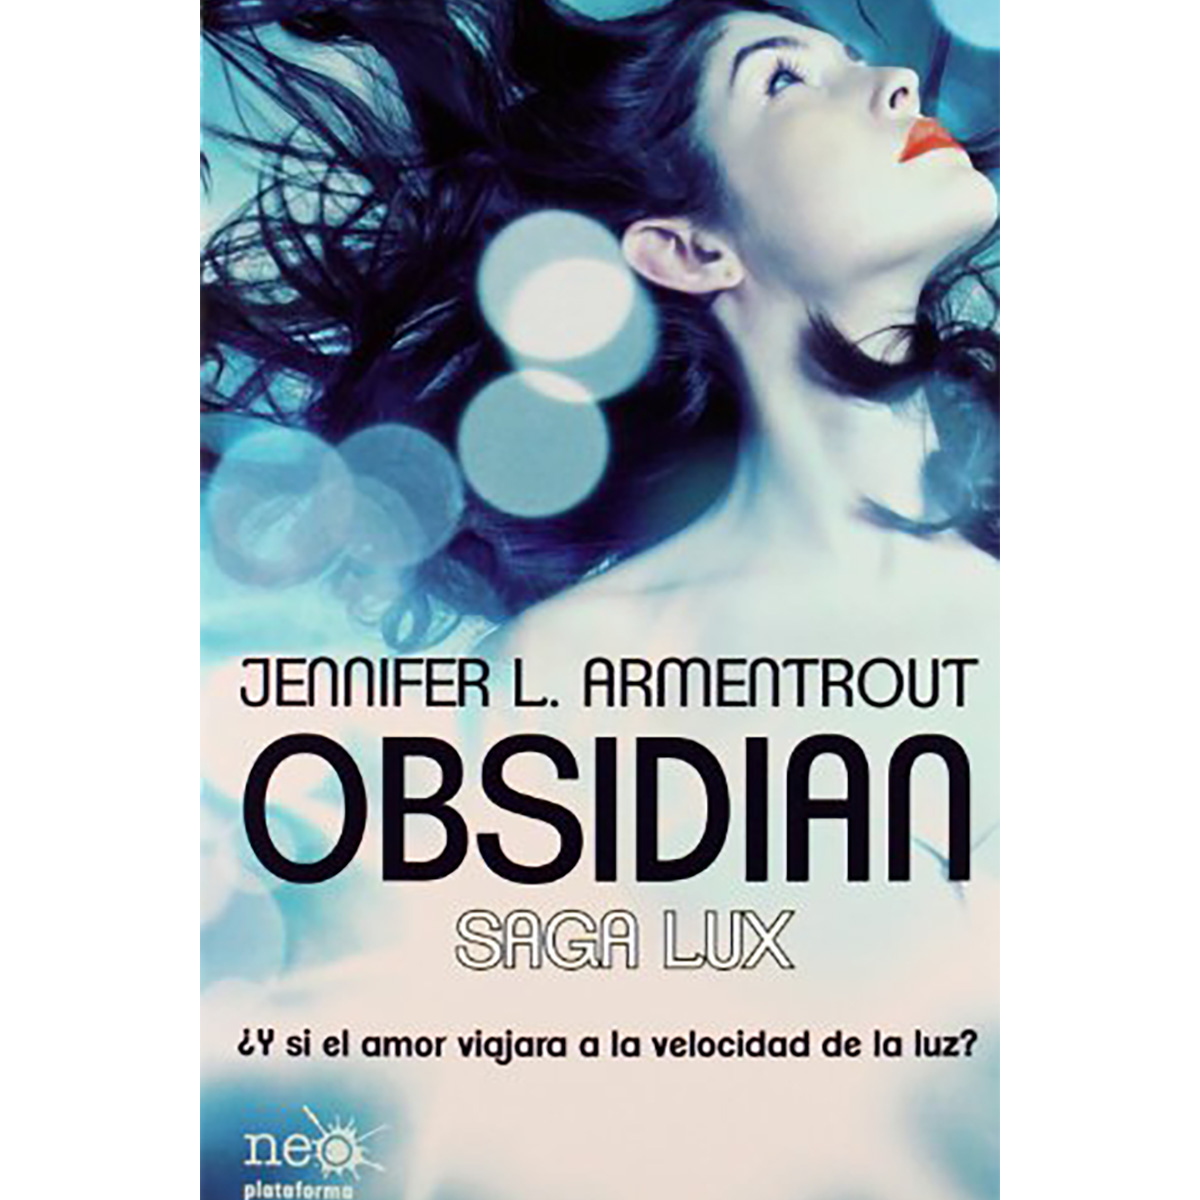 JENNIFER L. ARMENTROUT
OBSIDIAN
SAGA LUX
¿Y si el amor viajara a la velocidad de la luz?
neo
plataforma